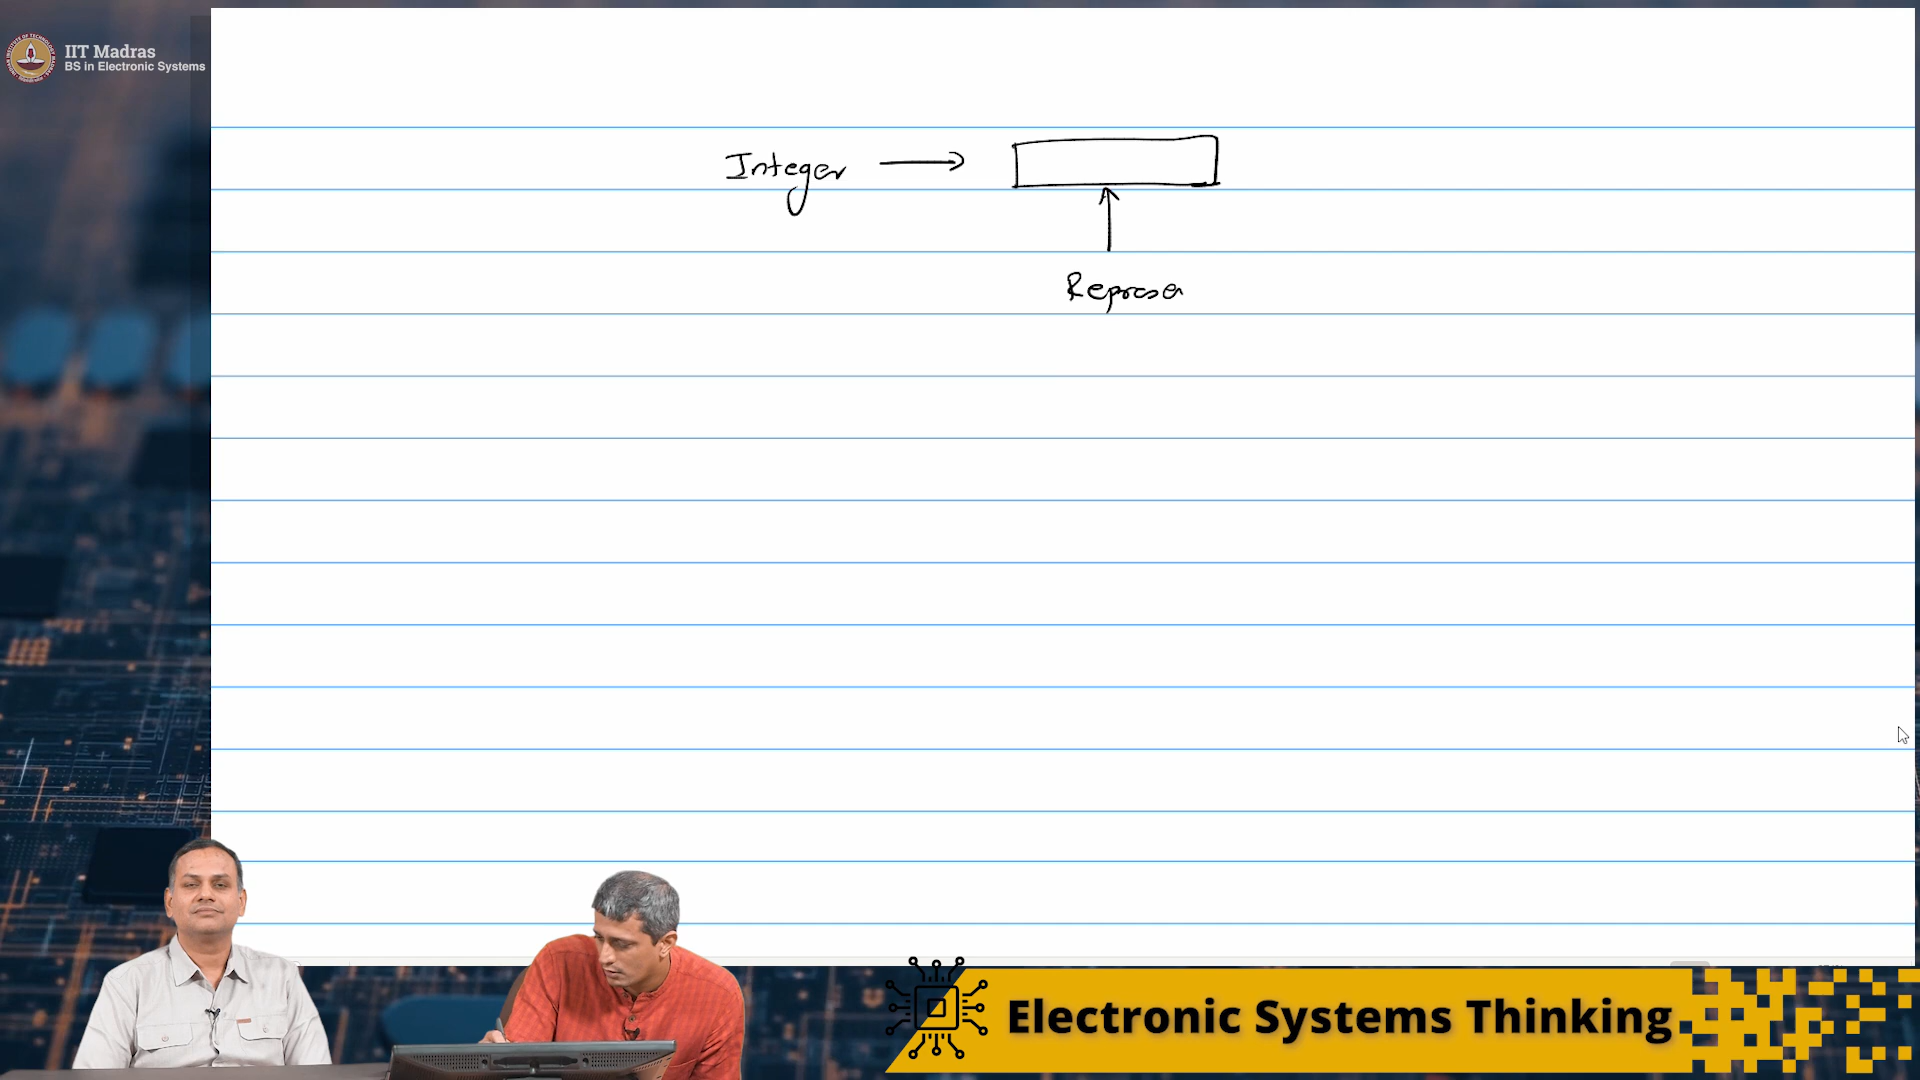 IIT Madras
BS in Electronic Systems
Integer
Represen
Electronic Systems Thinking